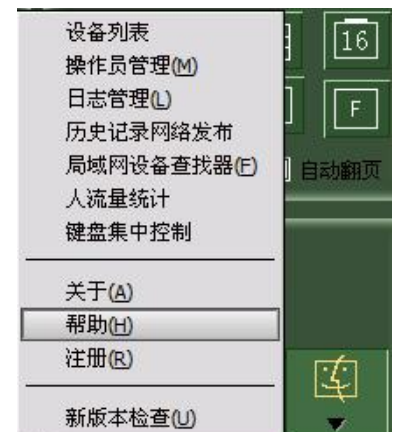 设备列表
操作员管理(M)
日志管理(L)
历史记录网络发布
局域网设备查找器(F)
人流量统计
键盘集中控制
关于(A)
帮助(H)
注册(R)
新版本检查(U)
16
F
自动翻页